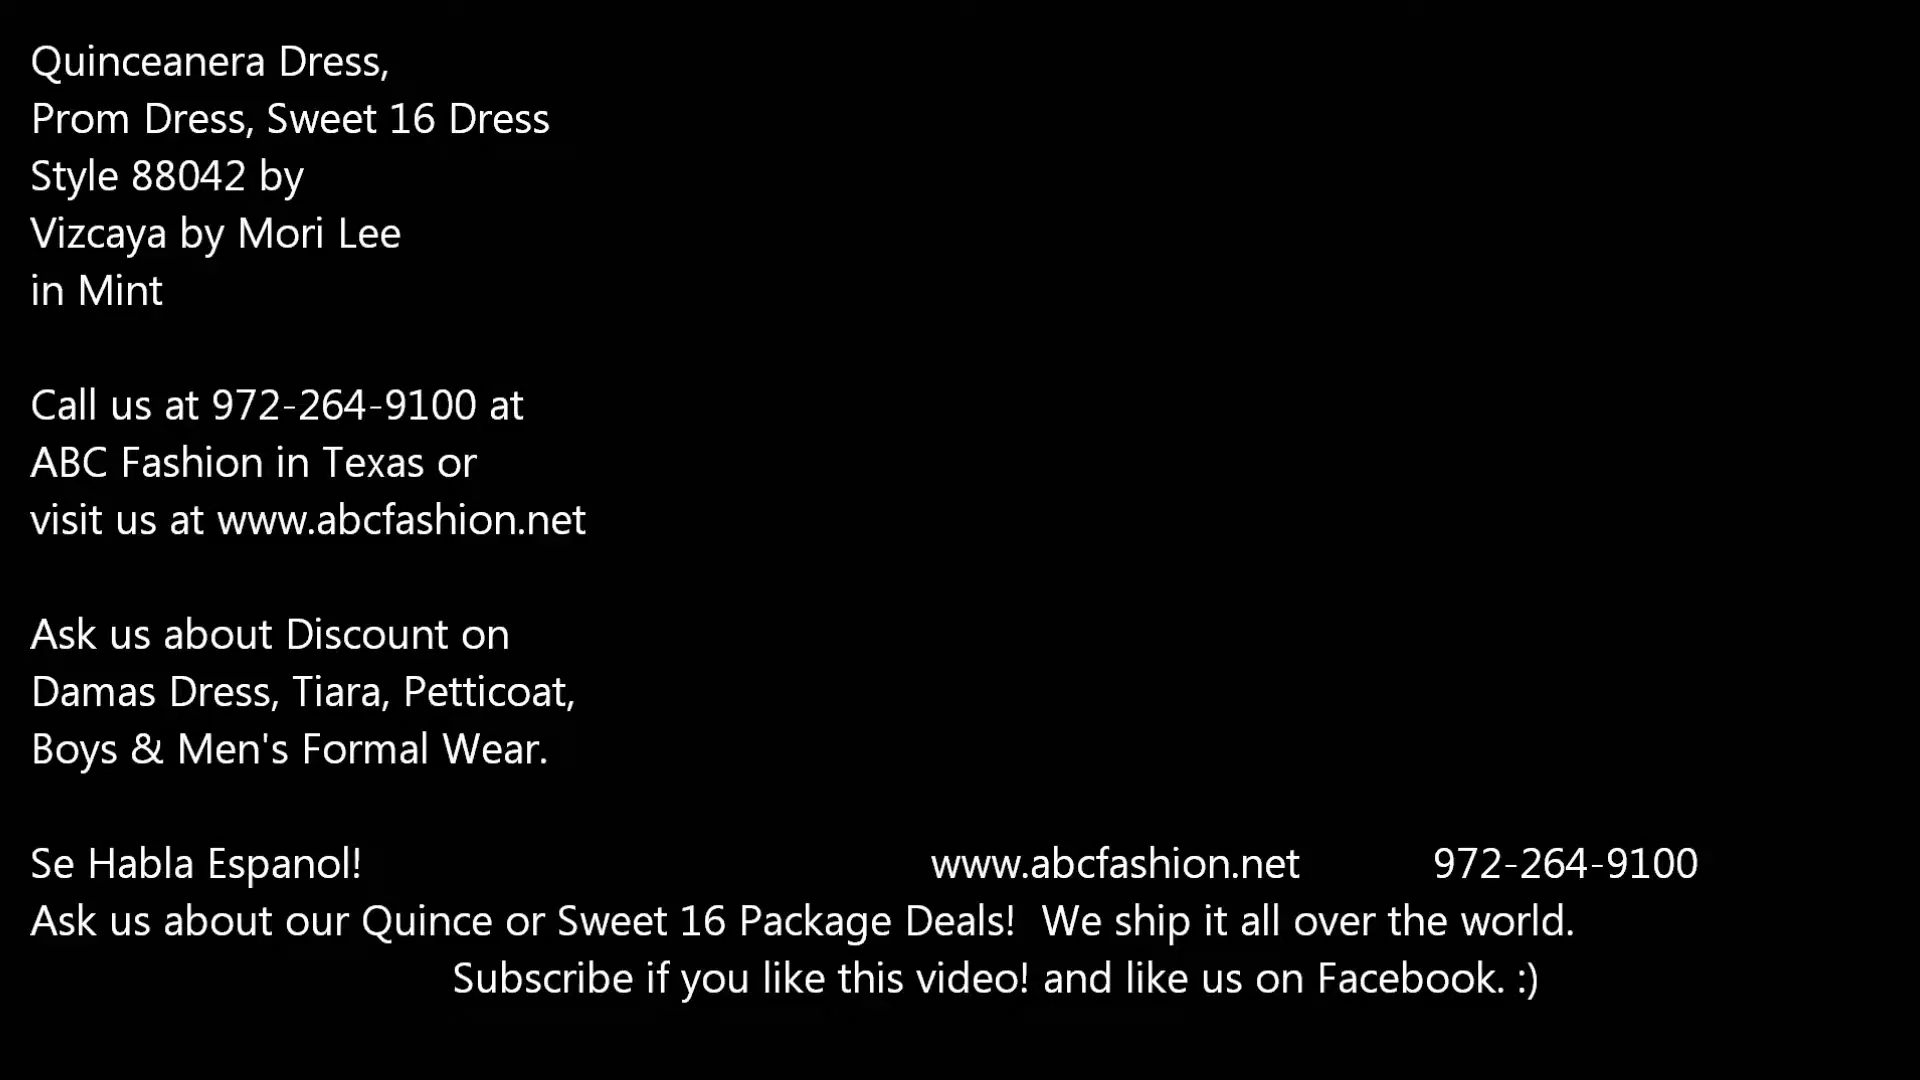 Quinceanera Dress,
Prom Dress, Sweet 16 Dress
Style 88042 by
Vizcaya by Mori Lee
in Mint
Call us at 972-264-9100 at
ABC Fashion in Texas or
visit us at www.abcfashion.net
Ask us about Discount on
Damas Dress, Tiara, Petticoat,
Boys & Men's Formal Wear.
Se Habla Espanol! www.abcfashion.net 972-264-9100
Ask us about our Quince or Sweet 16 Package Deals! We ship it all over the world.
Subscribe if you like this video! and like us on Facebook. :)